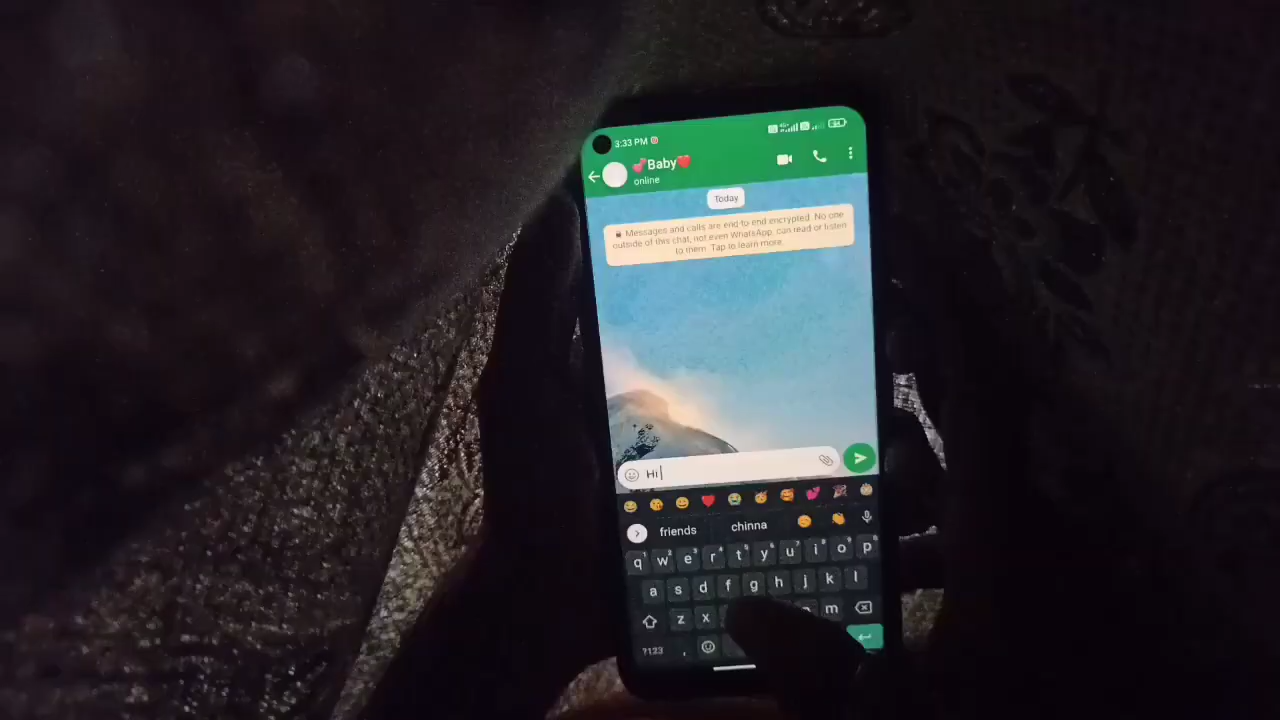 3:33 PM
💕Baby❤️
online
Today
Messages and calls are end to end encrypted. No one
outside of this chat, not even WhatsApp, can read or listen
to them. Tap to learn more.
Hi
friends chinna
q w e r t y u i o p
a s d f g h j k l
z x m
?123 ,